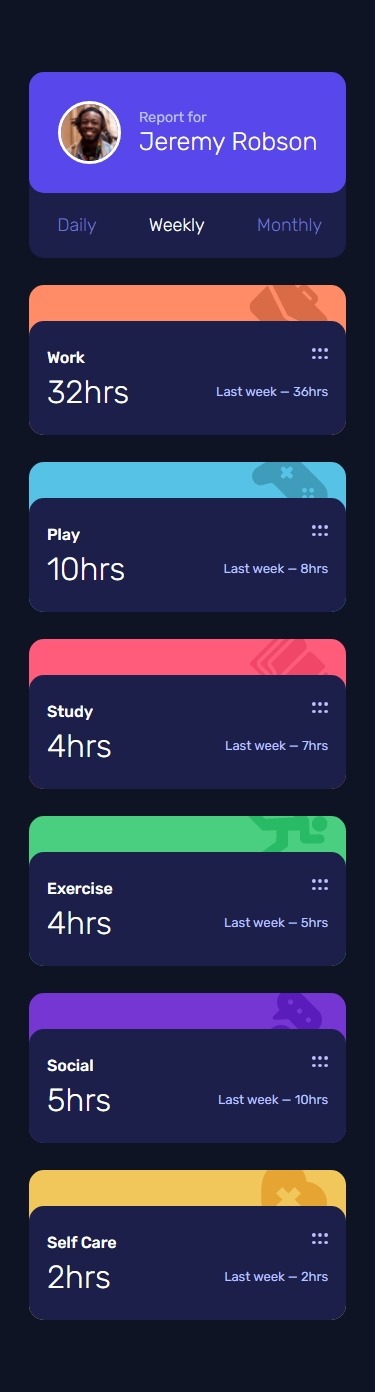 Report for
Jeremy Robson
Daily Weekly Monthly
Work
32hrs Last week — 36hrs
Play
10hrs Last week — 8hrs
Study
4hrs Last week — 7hrs
Exercise
4hrs Last week — 5hrs
Social
5hrs Last week — 10hrs
Self Care
2hrs Last week — 2hrs